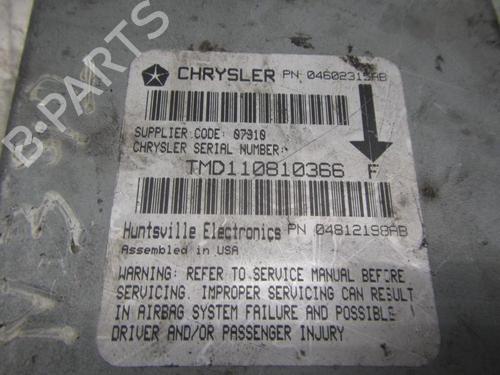 CHRYSLER PN 04602315AB
SUPPLIER CODE: 07910
CHRYSLER SERIAL NUMBER:
TMD110810366 F
Huntsville Electronics PN 04812198AB
Assembled in USA
WARNING: REFER TO SERVICE MANUAL BEFORE
SERVICING. IMPROPER SERVICING CAN RESULT
IN AIRBAG SYSTEM FAILURE AND POSSIBLE
DRIVER AND/OR PASSENGER INJURY